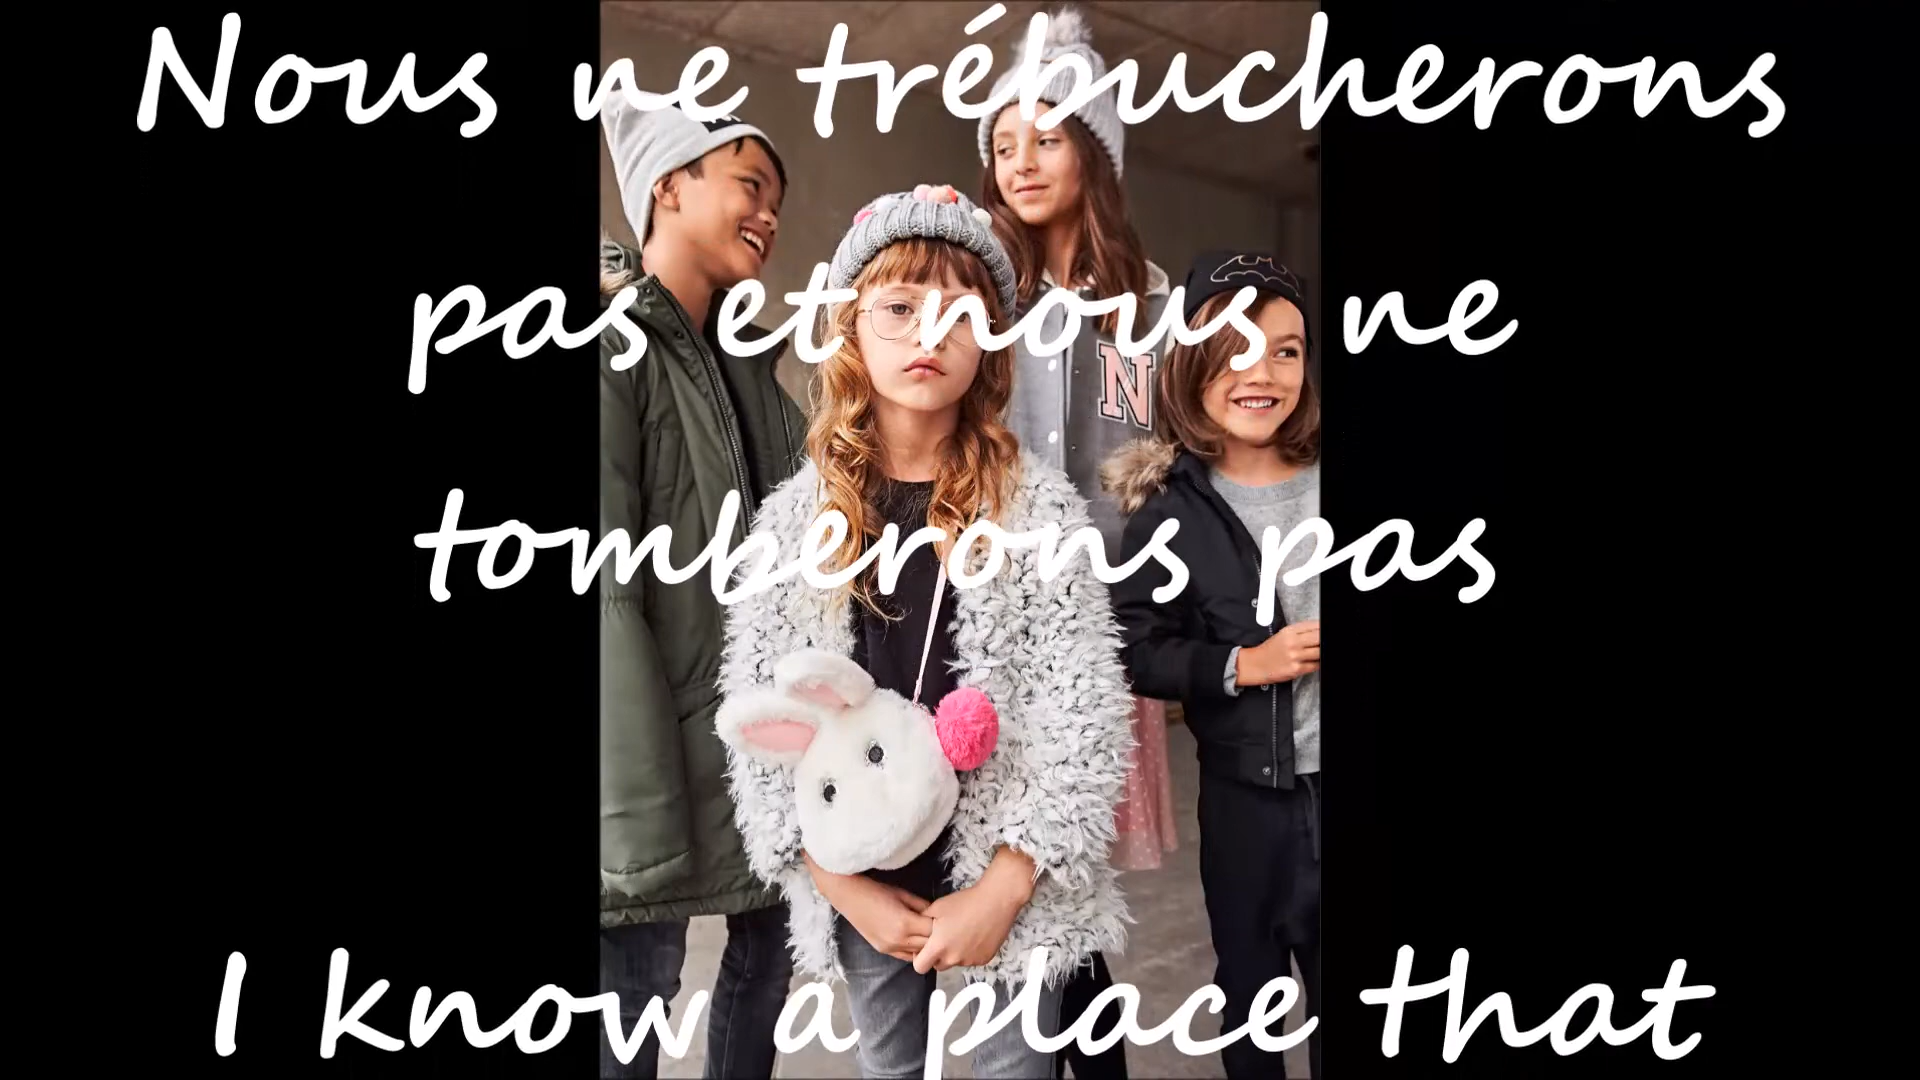 Nous ne trébucherons
pas et nous ne
N
tomberons pas
I know a place that